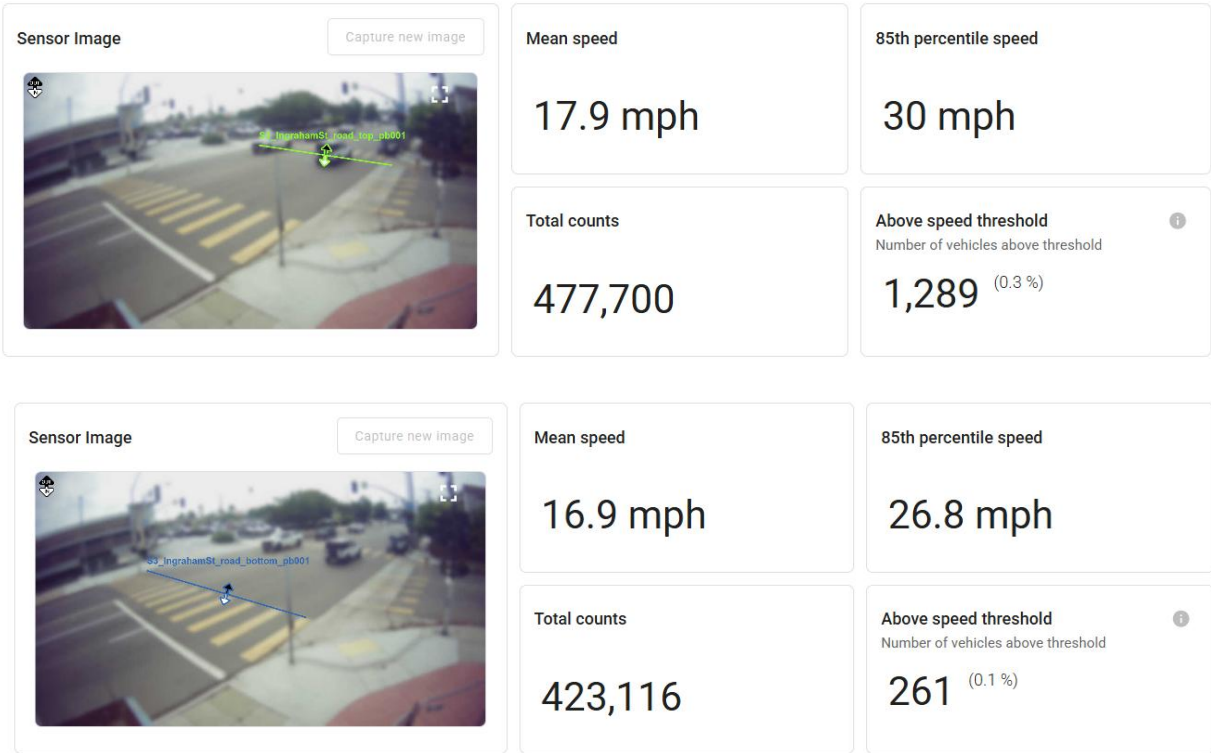 Sensor Image
Capture new image
S3_IngrahamSt_road_top_pb001
Mean speed
17.9 mph
85th percentile speed
30 mph
Total counts
477,700
Above speed threshold
Number of vehicles above threshold
1,289 (0.3 %)
Sensor Image
Capture new image
S3_IngrahamSt_road_bottom_pb001
Mean speed
16.9 mph
85th percentile speed
26.8 mph
Total counts
423,116
Above speed threshold
Number of vehicles above threshold
261 (0.1 %)